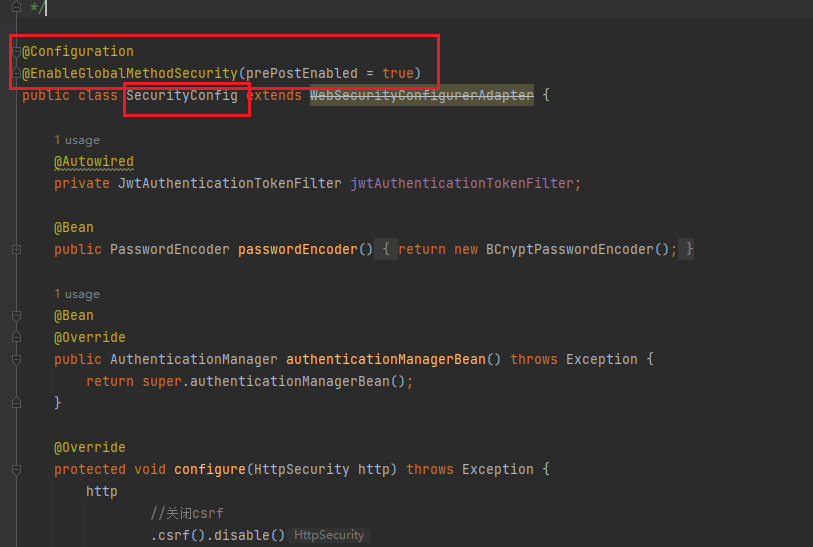 */
@Configuration
@EnableGlobalMethodSecurity(prePostEnabled = true)
public class SecurityConfig extends WebSecurityConfigurerAdapter {
1 usage
@Autowired
private JwtAuthenticationTokenFilter jwtAuthenticationTokenFilter;
@Bean
public PasswordEncoder passwordEncoder() { return new BCryptPasswordEncoder(); }
1 usage
@Bean
@Override
public AuthenticationManager authenticationManagerBean() throws Exception {
return super.authenticationManagerBean();
}
@Override
protected void configure(HttpSecurity http) throws Exception {
http
//关闭csrf
.csrf().disable() HttpSecurity